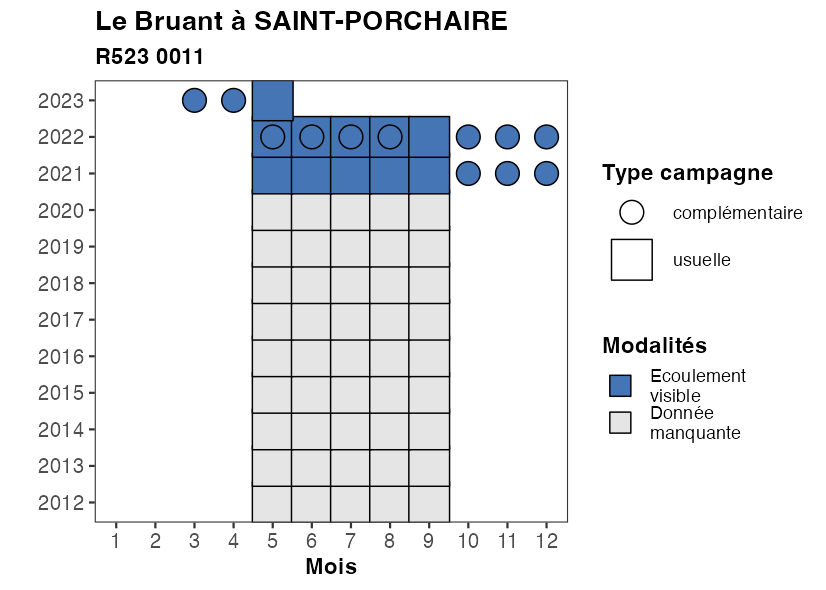 Le Bruant à SAINT-PORCHAIRE
R523 0011
2023
2022
2021
2020
2019
2018
2017
2016
2015
2014
2013
2012
1 2 3 4 5 6 7 8 9 10 11 12
Mois
Type campagne
complémentaire
usuelle
Modalités
Ecoulement
visible
Donnée
manquante